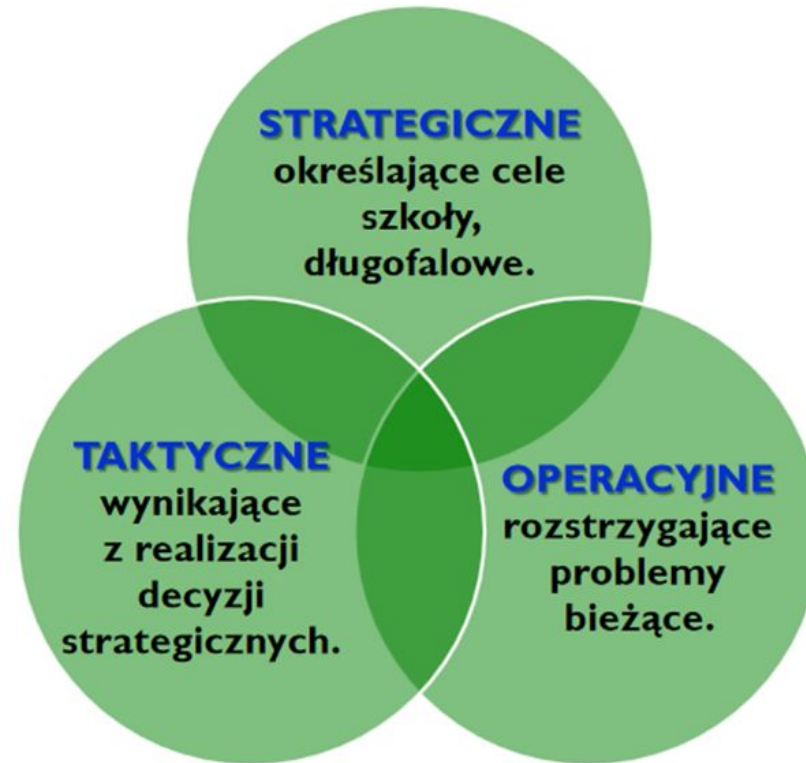 STRATEGICZNE
określające cele
szkoły,
długofalowe.
TAKTYCZNE
wynikające
z realizacji
decyzji
strategicznych.
OPERACYJNE
rozstrzygające
problemy
bieżące.